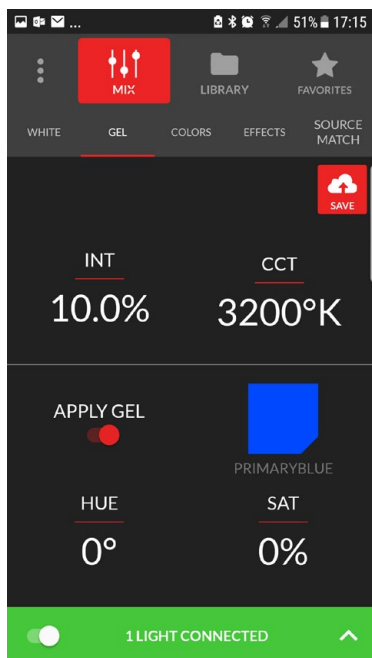 ... 51% 17:15
MIX
LIBRARY
FAVORITES
WHITE
GEL
COLORS
EFFECTS
SOURCE
MATCH
SAVE
INT
CCT
10.0%
3200°K
APPLY GEL
PRIMARYBLUE
HUE
SAT
0°
0%
1 LIGHT CONNECTED